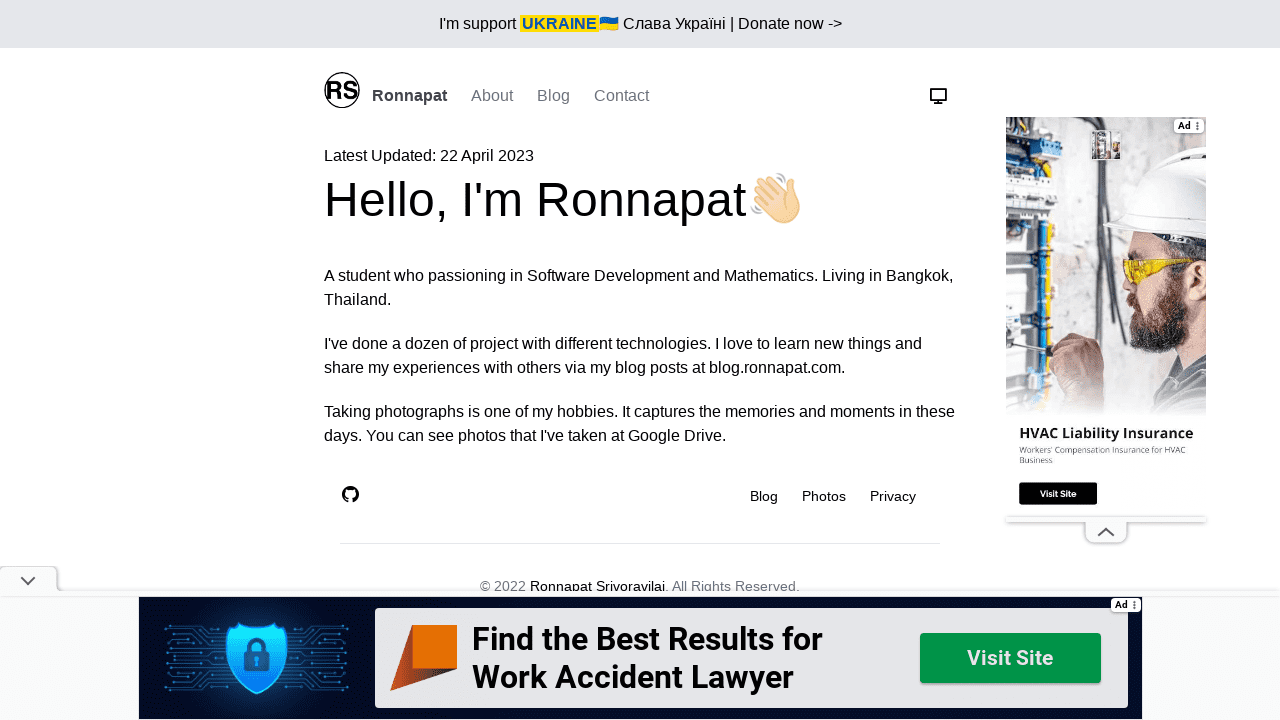 I'm support UKRAINE🇺🇦 Слава Україні | Donate now ->
RS Ronnapat About Blog Contact
Latest Updated: 22 April 2023
Hello, I'm Ronnapat👋🏻
A student who passioning in Software Development and Mathematics. Living in Bangkok,
Thailand.
I've done a dozen of project with different technologies. I love to learn new things and
share my experiences with others via my blog posts at blog.ronnapat.com.
Taking photographs is one of my hobbies. It captures the memories and moments in these
days. You can see photos that I've taken at Google Drive.
Blog Photos Privacy
© 2022 Ronnapat Srivoravilai. All Rights Reserved.
Ad
HVAC Liability Insurance
Workers' Compensation Insurance for HVAC
Business
Visit Site
Ad
Find the Best Results for
Work Accident Lawyer
Visit Site